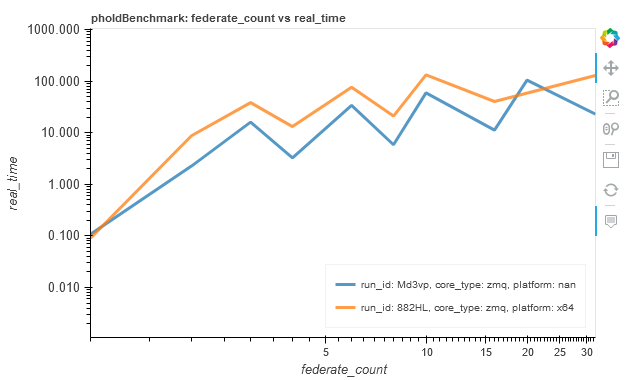 pholdBenchmark: federate_count vs real_time
1000.000
100.000
10.000
1.000
0.100
0.010
real_time
run_id: Md3vp, core_type: zmq, platform: nan
run_id: 882HL, core_type: zmq, platform: x64
5 10 15 20 25 30
federate_count